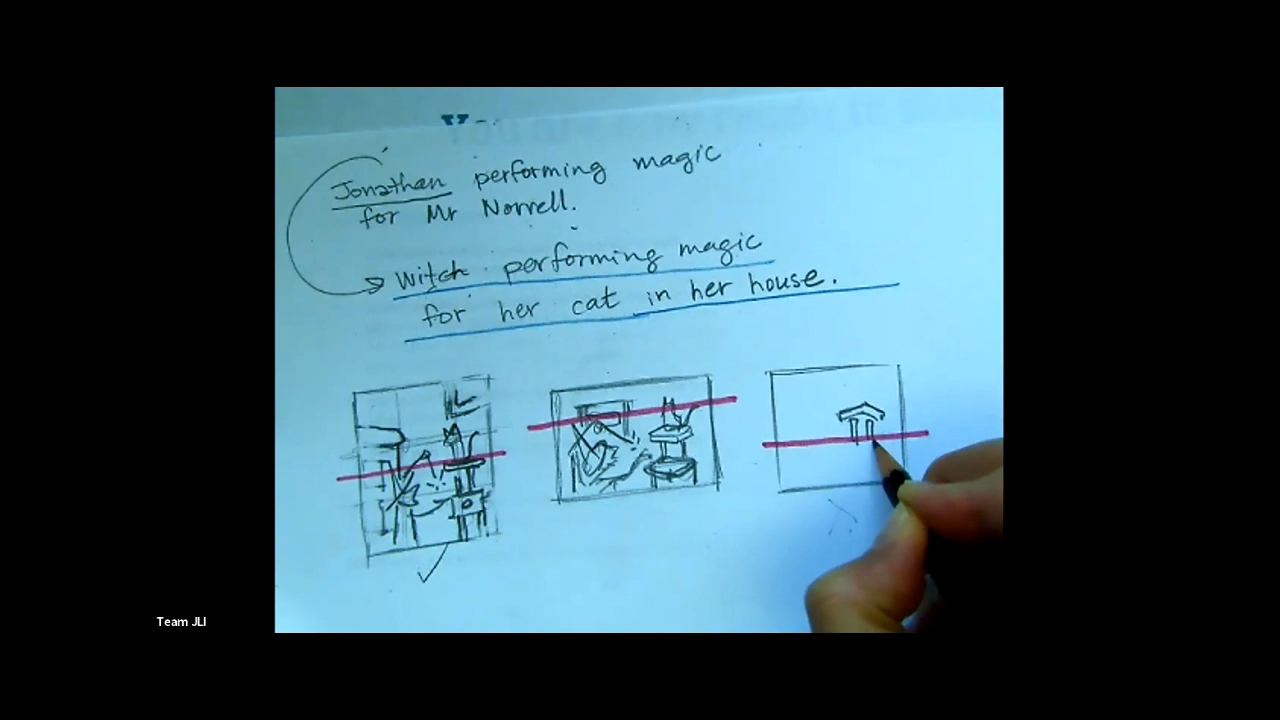 Jonathan performing magic
for Mr Norrell.
Witch performing magic
for her cat in her house.
Team JLI